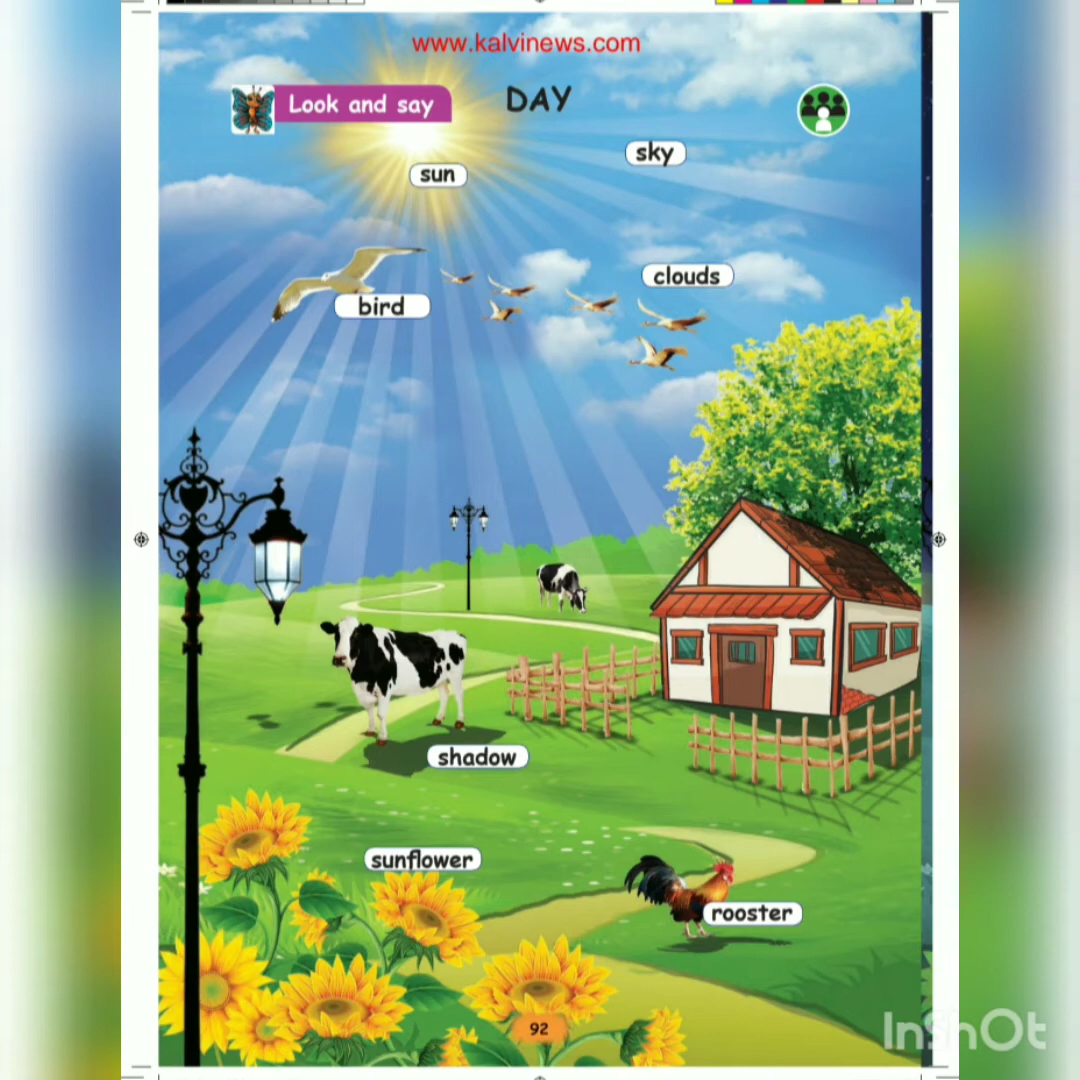 www.kalvinews.com
Look and say
DAY
sky
sun
clouds
bird
shadow
sunflower
rooster
92
InShOt